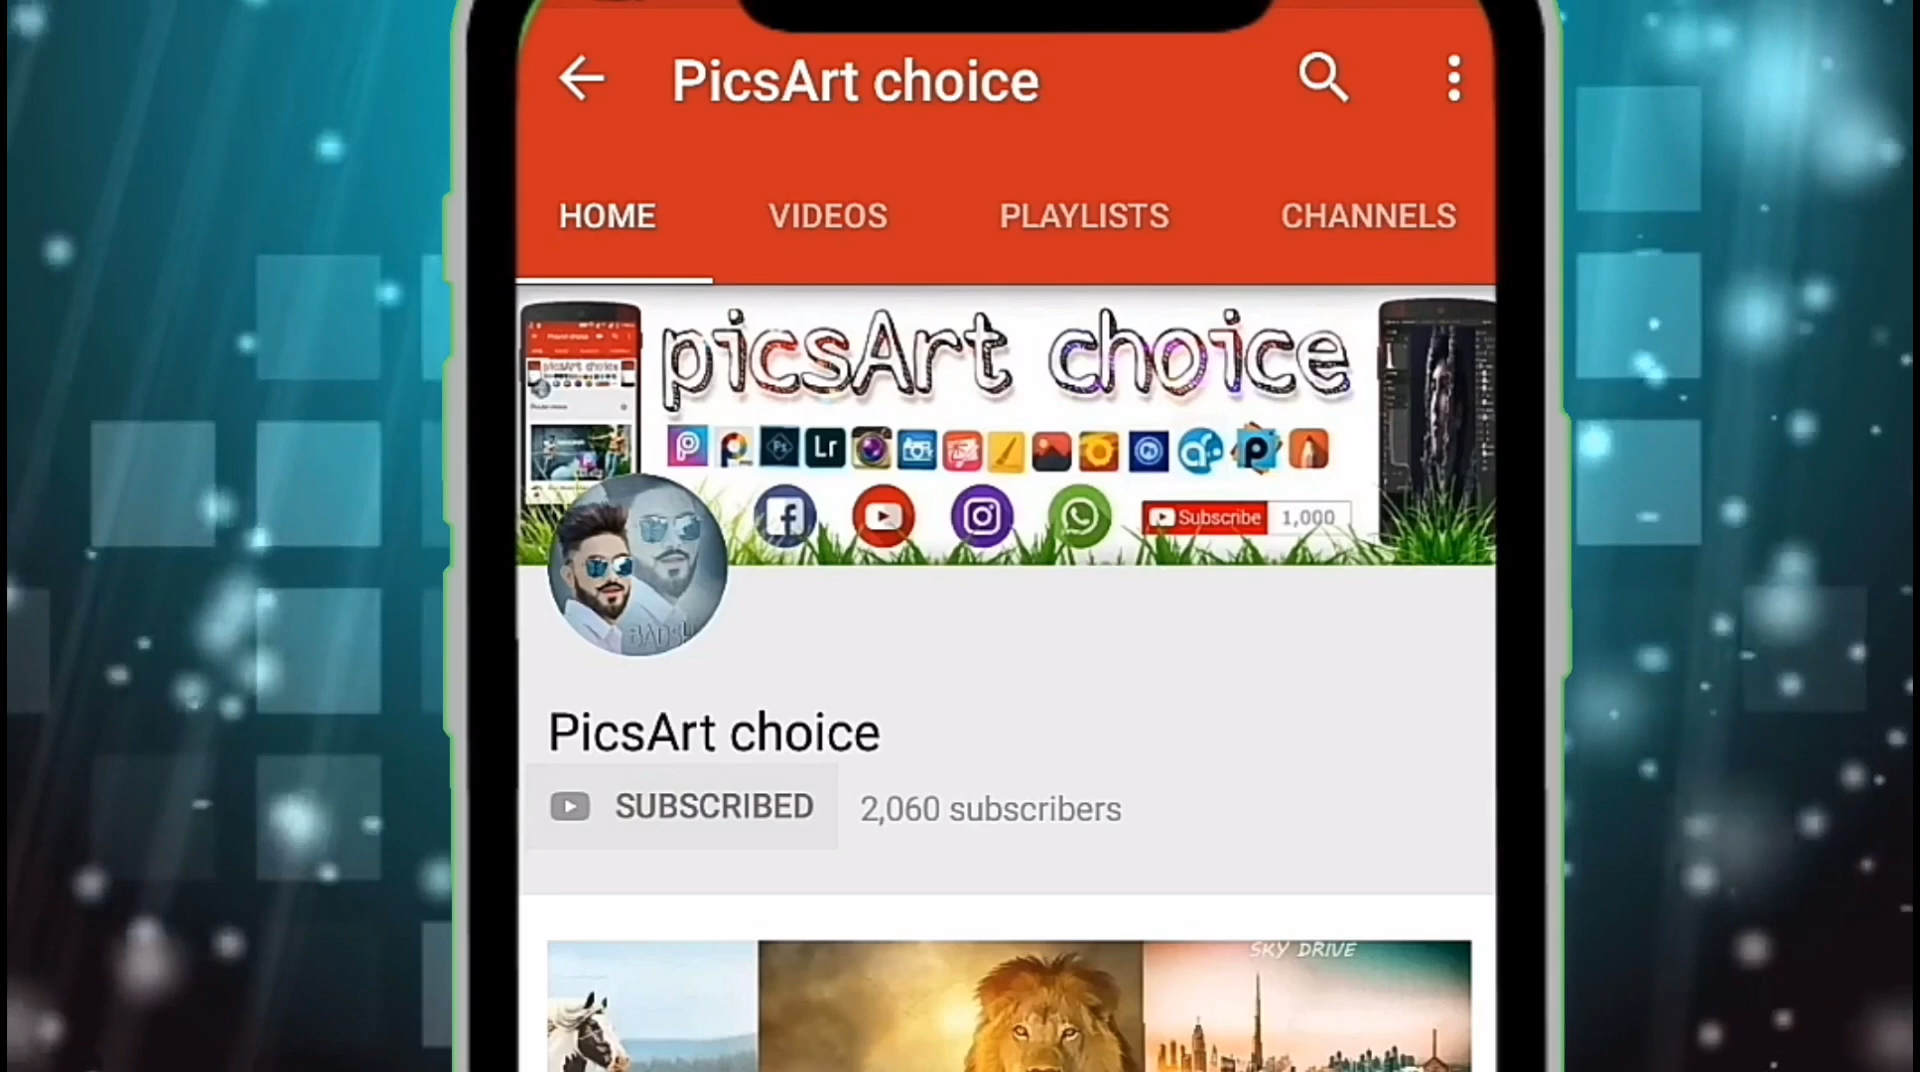 PicsArt choice
HOME VIDEOS PLAYLISTS CHANNELS
picsArt choice
Lr
Subscribe 1,000
PicsArt choice
SUBSCRIBED 2,060 subscribers
SKY DRIVE